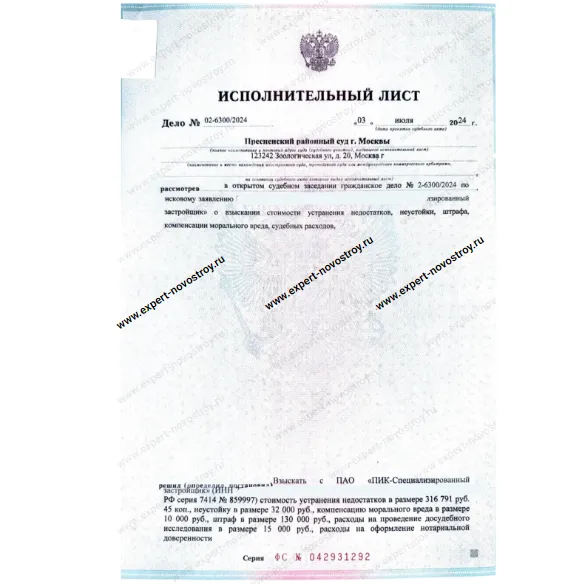 ИСПОЛНИТЕЛЬНЫЙ ЛИСТ
Дело № 02-6300/2024 „03 „ июля 2024 г.
(дата принятия судебного акта)
Пресненский районный суд г. Москвы
123242 Зоологическая ул, д. 20, Москва г
рассмотрев в открытом судебном заседании гражданское дело № 2-6300/2024 по
исковому заявлению лизированный
застройщик» о взыскании стоимости устранения недостатков, неустойки, штрафа,
компенсации морального вреда, судебных расходов,
www.expert-novostroy.ru
www.expert-novostroy.ru
www.expert-novostroy.ru
решил (определил, постановил) Взыскать с ПАО «ПИК-Специализированный
застройщик» (ИНН
РФ серия 7414 № 859997) стоимость устранения недостатков в размере 316 791 руб.
45 коп., неустойку в размере 32 000 руб., компенсацию морального вреда в размере
10 000 руб., штраф в размере 130 000 руб., расходы на проведение досудебного
исследования в размере 15 000 руб., расходы на оформление нотариальной
доверенности
Серия ФС № 042931292